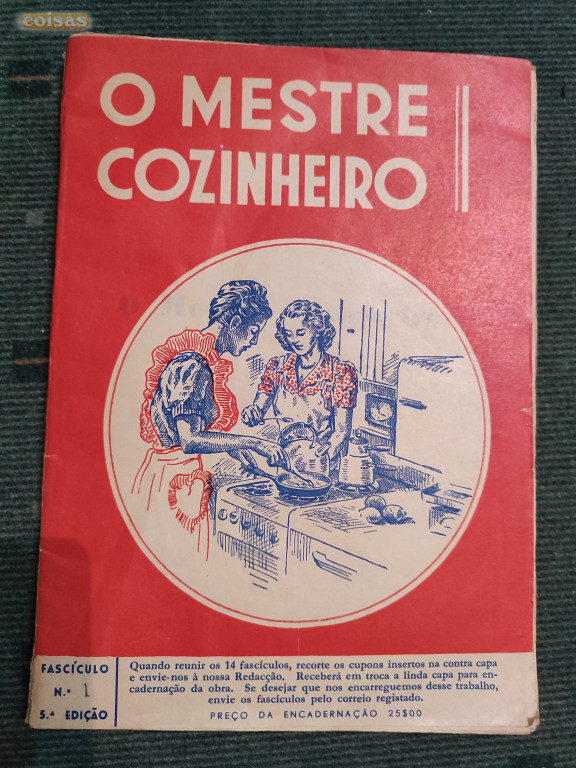 coisas
O MESTRE
COZINHEIRO
FASCÍCULO
N.º 1
5.ª EDIÇÃO
Quando reunir os 14 fascículos, recorte os cupons insertos na contra capa
e envie-nos à nossa Redacção. Receberá em troca a linda capa para en-
cadernação da obra. Se desejar que nos encarreguemos desse trabalho,
envie os fascículos pelo correio registado.
PREÇO DA ENCADERNAÇÃO 25$00